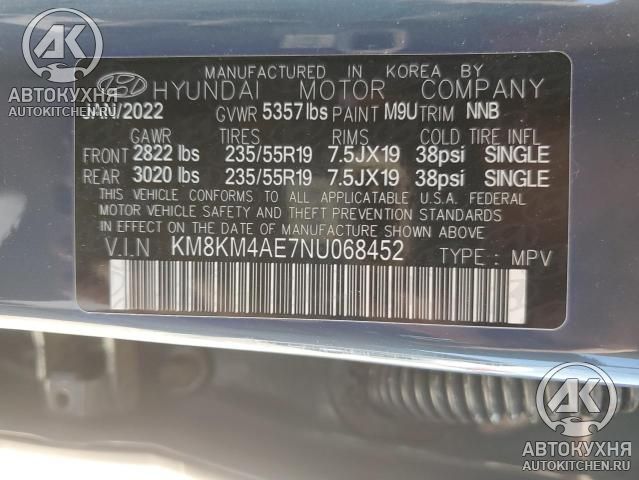 MANUFACTURED IN KOREA BY
HYUNDAI MOTOR COMPANY
/2022 GVWR 5357 lbs PAINT M9U TRIM NNB
GAWR TIRES RIMS COLD TIRE INFL
FRONT 2822 lbs 235/55R19 7.5JX19 38psi SINGLE
REAR 3020 lbs 235/55R19 7.5JX19 38psi SINGLE
THIS VEHICLE CONFORMS TO ALL APPLICATABLE U.S.A. FEDERAL
MOTOR VEHICLE SAFETY AND THEFT PREVENTION STANDARDS
IN EFFECT ON THE DATE OF MANUFACTURE SHOWN ABOVE
V.I.N KM8KM4AE7NU068452 TYPE : MPV
АК
АВТОКУХНЯ
AUTOKITCHEN.RU
АК
АВТОКУХНЯ
AUTOKITCHEN.RU